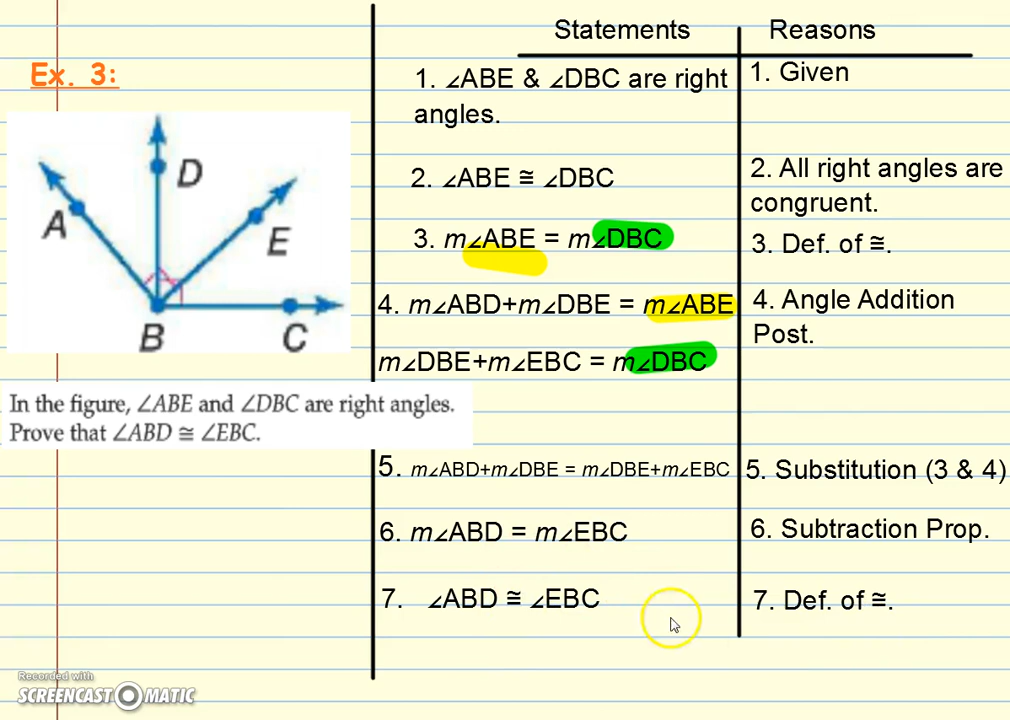 Statements
Reasons
Ex. 3:
A
D
E
B
C
In the figure, ∠ABE and ∠DBC are right angles.
Prove that ∠ABD ≅ ∠EBC.
1. ∠ABE & ∠DBC are right
angles.
1. Given
2. ∠ABE ≅ ∠DBC
2. All right angles are
congruent.
3. m∠ABE = m∠DBC
3. Def. of ≅.
4. m∠ABD+m∠DBE = m∠ABE
m∠DBE+m∠EBC = m∠DBC
4. Angle Addition
Post.
5. m∠ABD+m∠DBE = m∠DBE+m∠EBC
5. Substitution (3 & 4)
6. m∠ABD = m∠EBC
6. Subtraction Prop.
7. ∠ABD ≅ ∠EBC
7. Def. of ≅.
Recorded with
SCREENCAST-O-MATIC